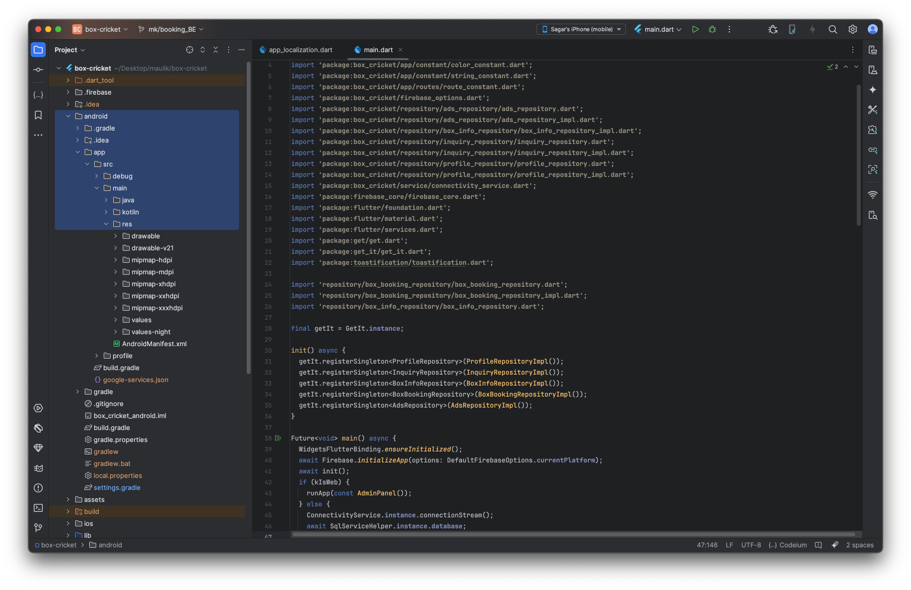 BC box-cricket
mk/booking_BE
Sagar's iPhone (mobile)
main.dart
Project
app_localization.dart
main.dart
box-cricket ~/Desktop/maulik/box-cricket
.dart_tool
.firebase
.idea
android
.gradle
.idea
app
src
debug
main
java
kotlin
res
drawable
drawable-v21
mipmap-hdpi
mipmap-mdpi
mipmap-xhdpi
mipmap-xxhdpi
mipmap-xxxhdpi
values
values-night
AndroidManifest.xml
profile
build.gradle
google-services.json
gradle
.gitignore
box_cricket_android.iml
build.gradle
gradle.properties
gradlew
gradlew.bat
local.properties
settings.gradle
assets
build
ios
lib
2
4 import 'package:box_cricket/app/constant/color_constant.dart';
5 import 'package:box_cricket/app/constant/string_constant.dart';
6 import 'package:box_cricket/app/routes/route_constant.dart';
7 import 'package:box_cricket/firebase_options.dart';
8 import 'package:box_cricket/repository/ads_repository/ads_repository.dart';
9 import 'package:box_cricket/repository/ads_repository/ads_repository_impl.dart';
10 import 'package:box_cricket/repository/box_info_repository/box_info_repository_impl.dart';
11 import 'package:box_cricket/repository/inquiry_repository/inquiry_repository.dart';
12 import 'package:box_cricket/repository/inquiry_repository/inquiry_repository_impl.dart';
13 import 'package:box_cricket/repository/profile_repository/profile_repository.dart';
14 import 'package:box_cricket/repository/profile_repository/profile_repository_impl.dart';
15 import 'package:box_cricket/service/connectivity_service.dart';
16 import 'package:firebase_core/firebase_core.dart';
17 import 'package:flutter/foundation.dart';
18 import 'package:flutter/material.dart';
19 import 'package:flutter/services.dart';
20 import 'package:get/get.dart';
21 import 'package:get_it/get_it.dart';
22 import 'package:toastification/toastification.dart';
23
24 import 'repository/box_booking_repository/box_booking_repository.dart';
25 import 'repository/box_booking_repository/box_booking_repository_impl.dart';
26 import 'repository/box_info_repository/box_info_repository.dart';
27
28 final getIt = GetIt.instance;
29
30 init() async {
31 getIt.registerSingleton<ProfileRepository>(ProfileRepositoryImpl());
32 getIt.registerSingleton<InquiryRepository>(InquiryRepositoryImpl());
33 getIt.registerSingleton<BoxInfoRepository>(BoxInfoRepositoryImpl());
34 getIt.registerSingleton<BoxBookingRepository>(BoxBookingRepositoryImpl());
35 getIt.registerSingleton<AdsRepository>(AdsRepositoryImpl());
36 }
37
38 Future<void> main() async {
39 WidgetsFlutterBinding.ensureInitialized();
40 await Firebase.initializeApp(options: DefaultFirebaseOptions.currentPlatform);
41 await init();
42 if (kIsWeb) {
43 runApp(const AdminPanel());
44 } else {
45 ConnectivityService.instance.connectionStream();
46 await SqlServiceHelper.instance.database;
47
box-cricket > android
47:146 LF UTF-8 {..} Codeium 2 spaces